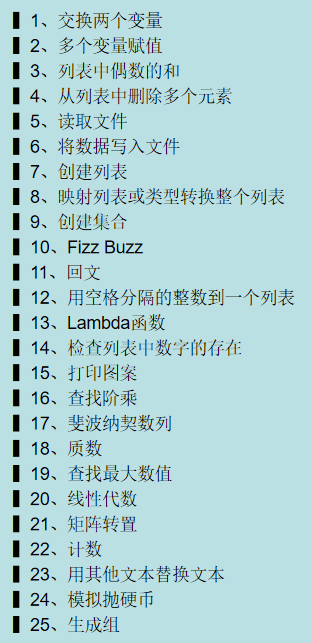 1、交换两个变量
2、多个变量赋值
3、列表中偶数的和
4、从列表中删除多个元素
5、读取文件
6、将数据写入文件
7、创建列表
8、映射列表或类型转换整个列表
9、创建集合
10、Fizz Buzz
11、回文
12、用空格分隔的整数到一个列表
13、Lambda函数
14、检查列表中数字的存在
15、打印图案
16、查找阶乘
17、斐波纳契数列
18、质数
19、查找最大数值
20、线性代数
21、矩阵转置
22、计数
23、用其他文本替换文本
24、模拟抛硬币
25、生成组